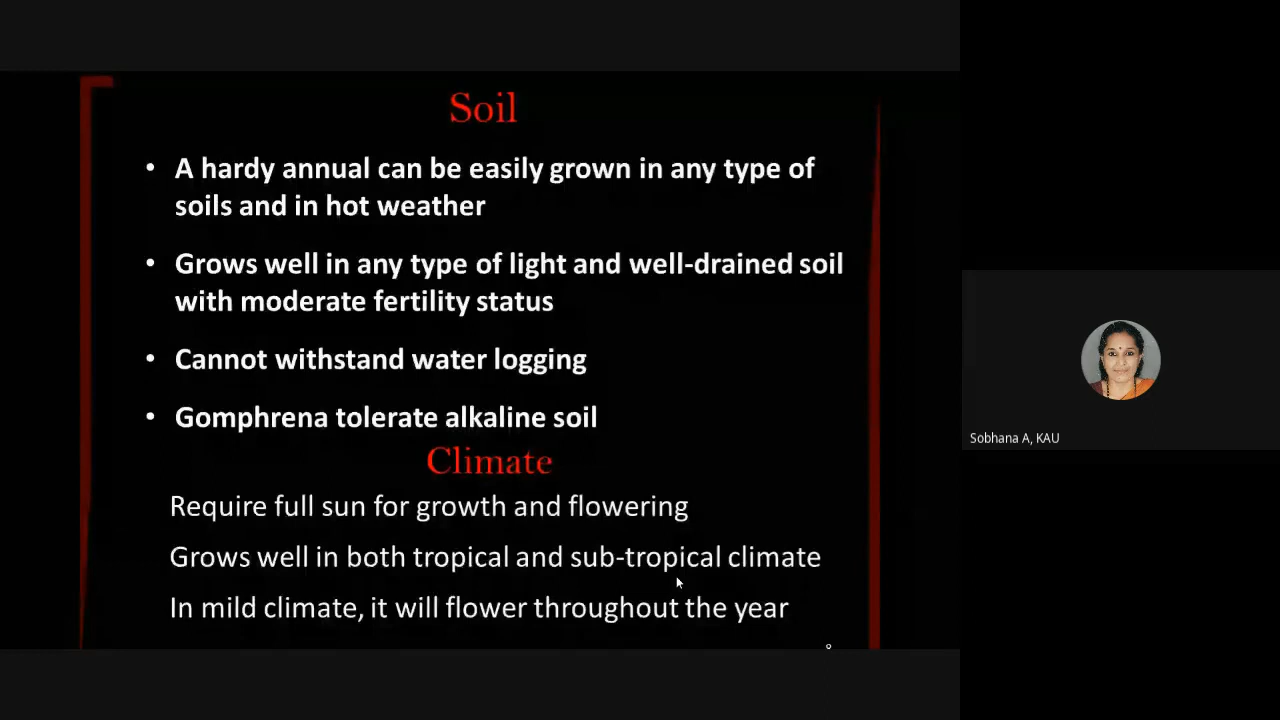 Soil
• A hardy annual can be easily grown in any type of
soils and in hot weather
• Grows well in any type of light and well-drained soil
with moderate fertility status
• Cannot withstand water logging
• Gomphrena tolerate alkaline soil
Climate
Require full sun for growth and flowering
Grows well in both tropical and sub-tropical climate
In mild climate, it will flower throughout the year
Sobhana A, KAU